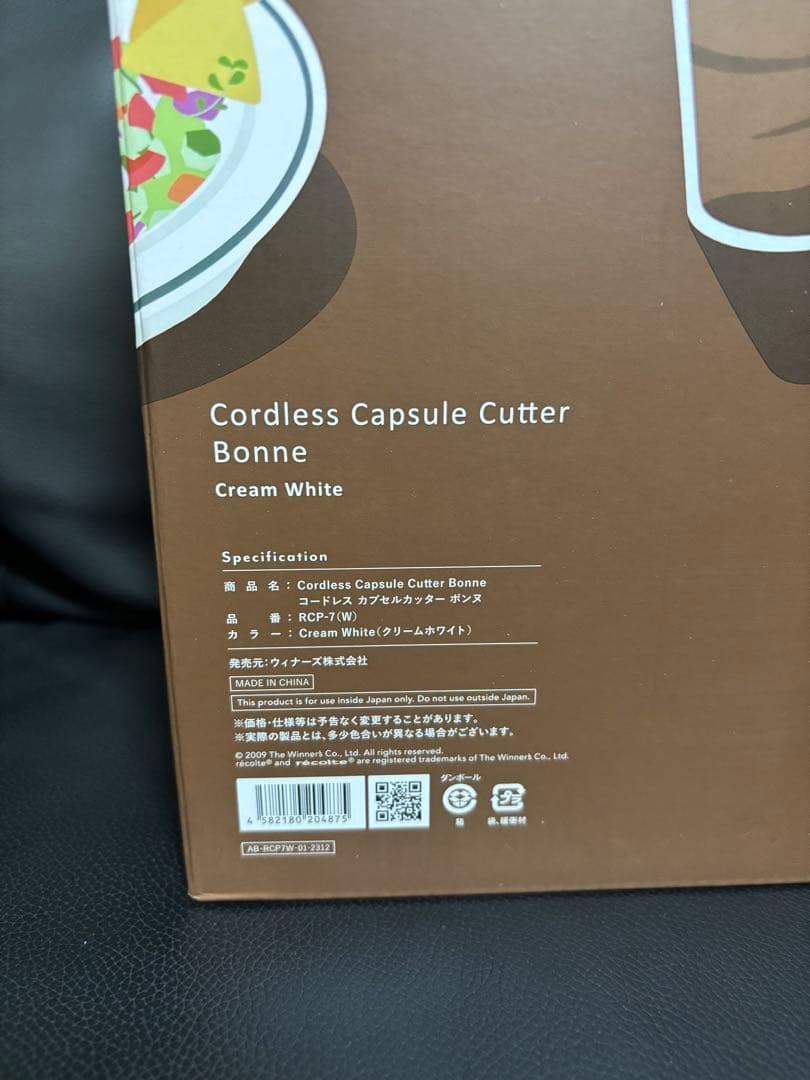 Cordless Capsule Cutter
Bonne
Cream White
Specification
商品名：Cordless Capsule Cutter Bonne
コードレス カプセルカッター ボンヌ
品番：RCP-7(W)
カラー：Cream White(クリームホワイト)
発売元：ウィナーズ株式会社
MADE IN CHINA
This product is for use inside Japan only. Do not use outside Japan.
※価格・仕様等は予告なく変更することがあります。
※実際の製品とは、多少色合いが異なる場合がございます。
© 2009 The Winner's Co., Ltd. All rights reserved.
récolte® and récolte® are registered trademarks of The Winner's Co., Ltd.
ダンボール
4 582180 204875
プラ
箱
袋、緩衝材
AB-RCP7W-01-2312